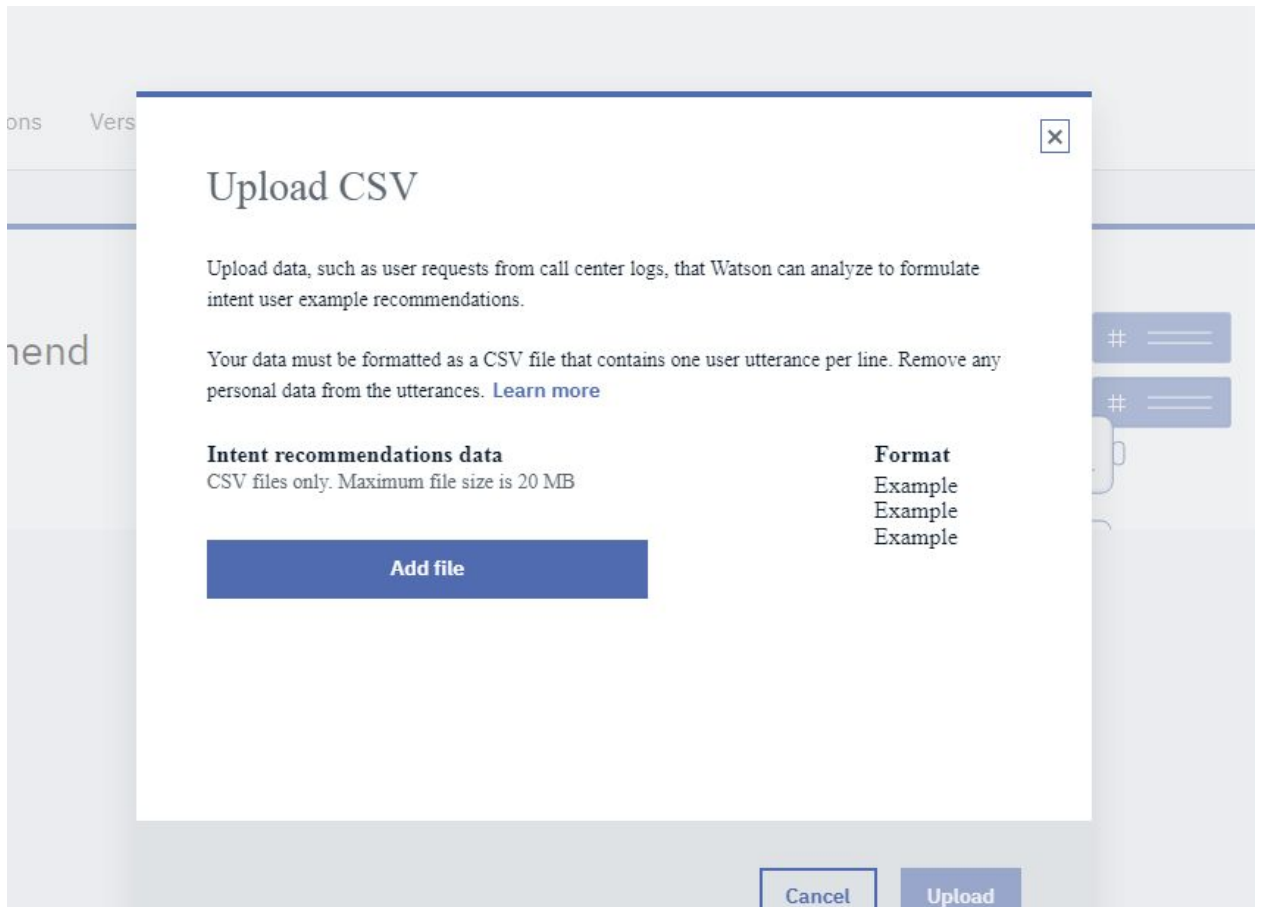 ons Vers
Upload CSV
Upload data, such as user requests from call center logs, that Watson can analyze to formulate
intent user example recommendations.
Your data must be formatted as a CSV file that contains one user utterance per line. Remove any
personal data from the utterances. Learn more
nend
#
#
Intent recommendations data
CSV files only. Maximum file size is 20 MB
Format
Example
Example
Example
Add file
Cancel Upload